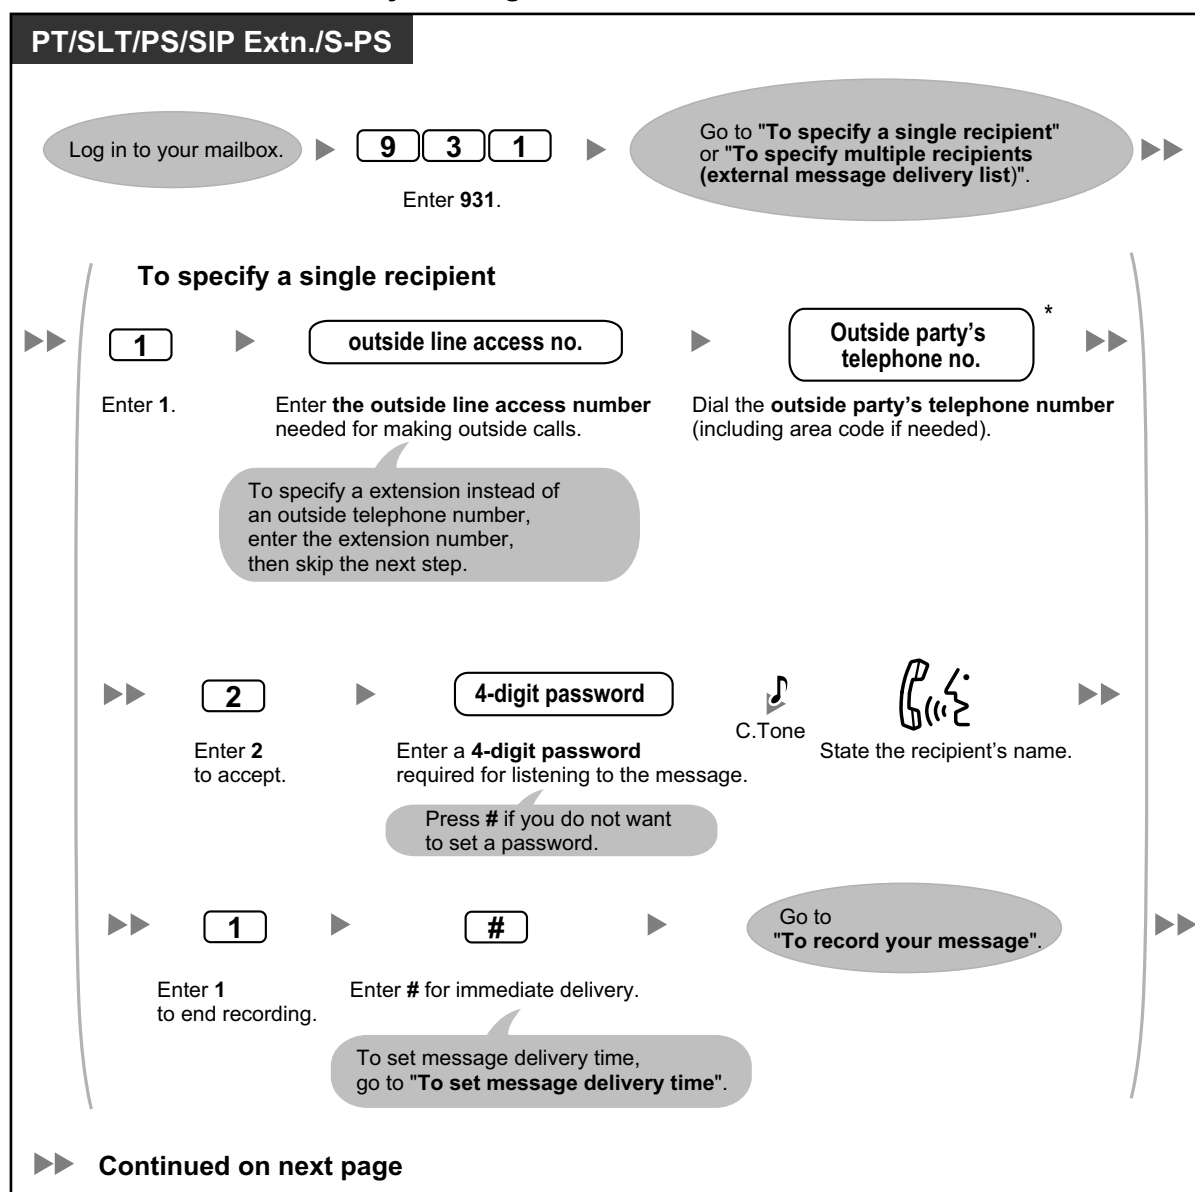 PT/SLT/PS/SIP Extn./S-PS
Log in to your mailbox.
9 3 1
Enter 931.
Go to "To specify a single recipient"
or "To specify multiple recipients
(external message delivery list)".
To specify a single recipient
1
Enter 1.
outside line access no.
Enter the outside line access number
needed for making outside calls.
To specify a extension instead of
an outside telephone number,
enter the extension number,
then skip the next step.
Outside party's
telephone no.
*
Dial the outside party's telephone number
(including area code if needed).
2
Enter 2
to accept.
4-digit password
Enter a 4-digit password
required for listening to the message.
Press # if you do not want
to set a password.
C.Tone
State the recipient's name.
1
Enter 1
to end recording.
#
Enter # for immediate delivery.
To set message delivery time,
go to "To set message delivery time".
Go to
"To record your message".
Continued on next page